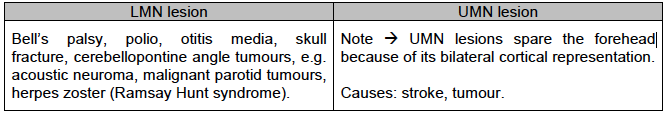 LMN lesion
UMN lesion
Bell's palsy, polio, otitis media, skull
fracture, cerebellopontine angle tumours, e.g.
acoustic neuroma, malignant parotid tumours,
herpes zoster (Ramsay Hunt syndrome).
Note → UMN lesions spare the forehead
because of its bilateral cortical representation.
Causes: stroke, tumour.